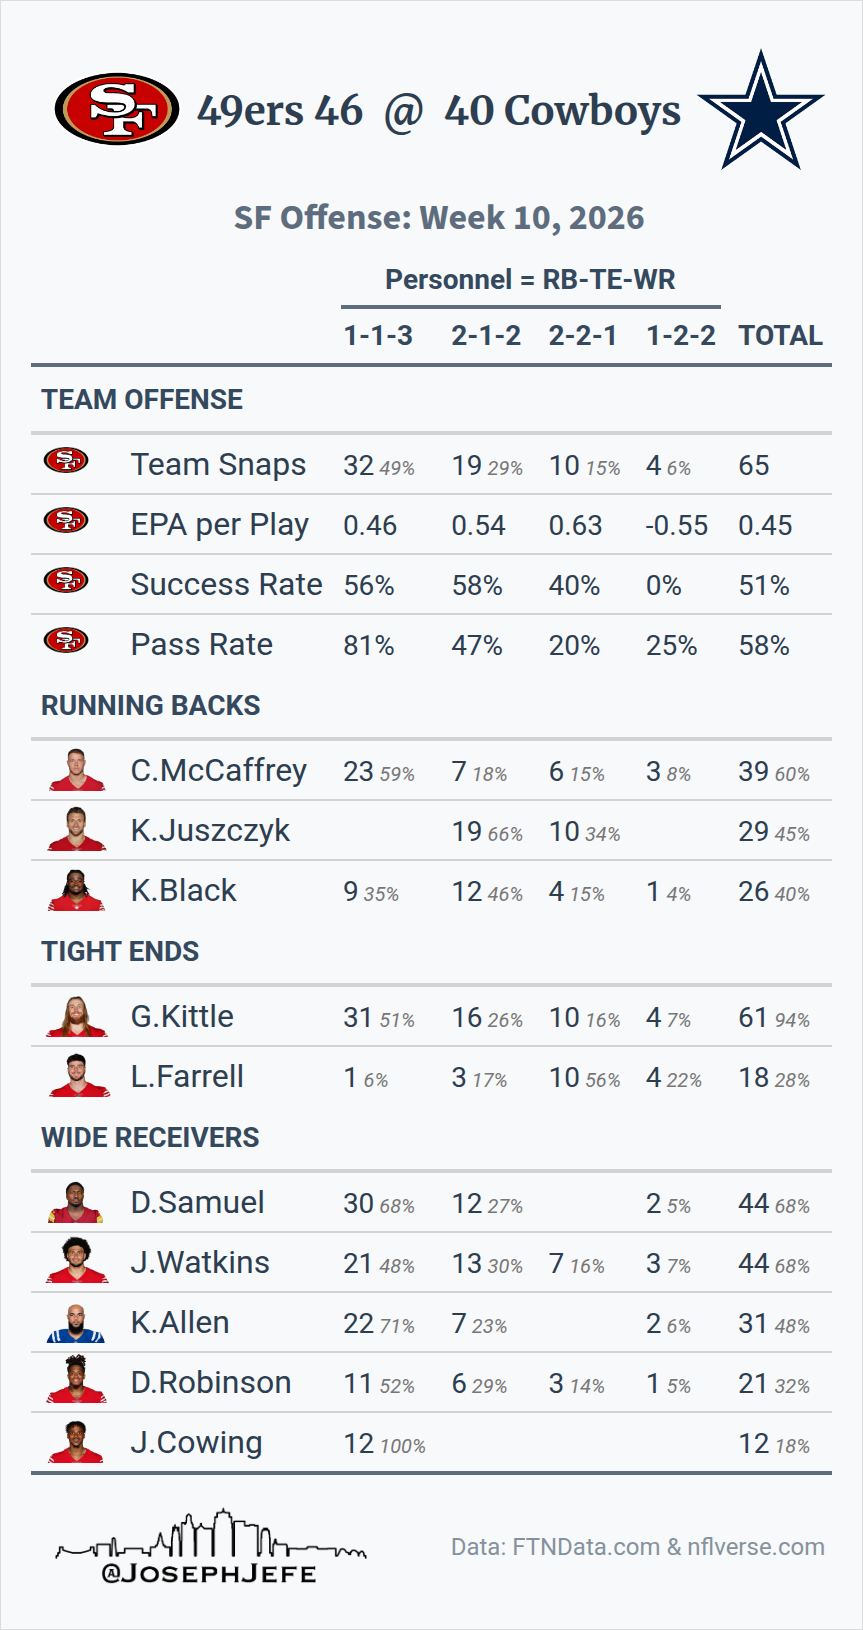 49ers 46 @ 40 Cowboys
SF Offense: Week 10, 2026
Personnel = RB-TE-WR
1-1-3 2-1-2 2-2-1 1-2-2 TOTAL
TEAM OFFENSE
Team Snaps 32 49% 19 29% 10 15% 4 6% 65
EPA per Play 0.46 0.54 0.63 -0.55 0.45
Success Rate 56% 58% 40% 0% 51%
Pass Rate 81% 47% 20% 25% 58%
RUNNING BACKS
C.McCaffrey 23 59% 7 18% 6 15% 3 8% 39 60%
K.Juszczyk 19 66% 10 34% 29 45%
K.Black 9 35% 12 46% 4 15% 1 4% 26 40%
TIGHT ENDS
G.Kittle 31 51% 16 26% 10 16% 4 7% 61 94%
L.Farrell 1 6% 3 17% 10 56% 4 22% 18 28%
WIDE RECEIVERS
D.Samuel 30 68% 12 27% 2 5% 44 68%
J.Watkins 21 48% 13 30% 7 16% 3 7% 44 68%
K.Allen 22 71% 7 23% 2 6% 31 48%
D.Robinson 11 52% 6 29% 3 14% 1 5% 21 32%
J.Cowing 12 100% 12 18%
@JOSEPHJEFE
Data: FTNData.com & nflverse.com